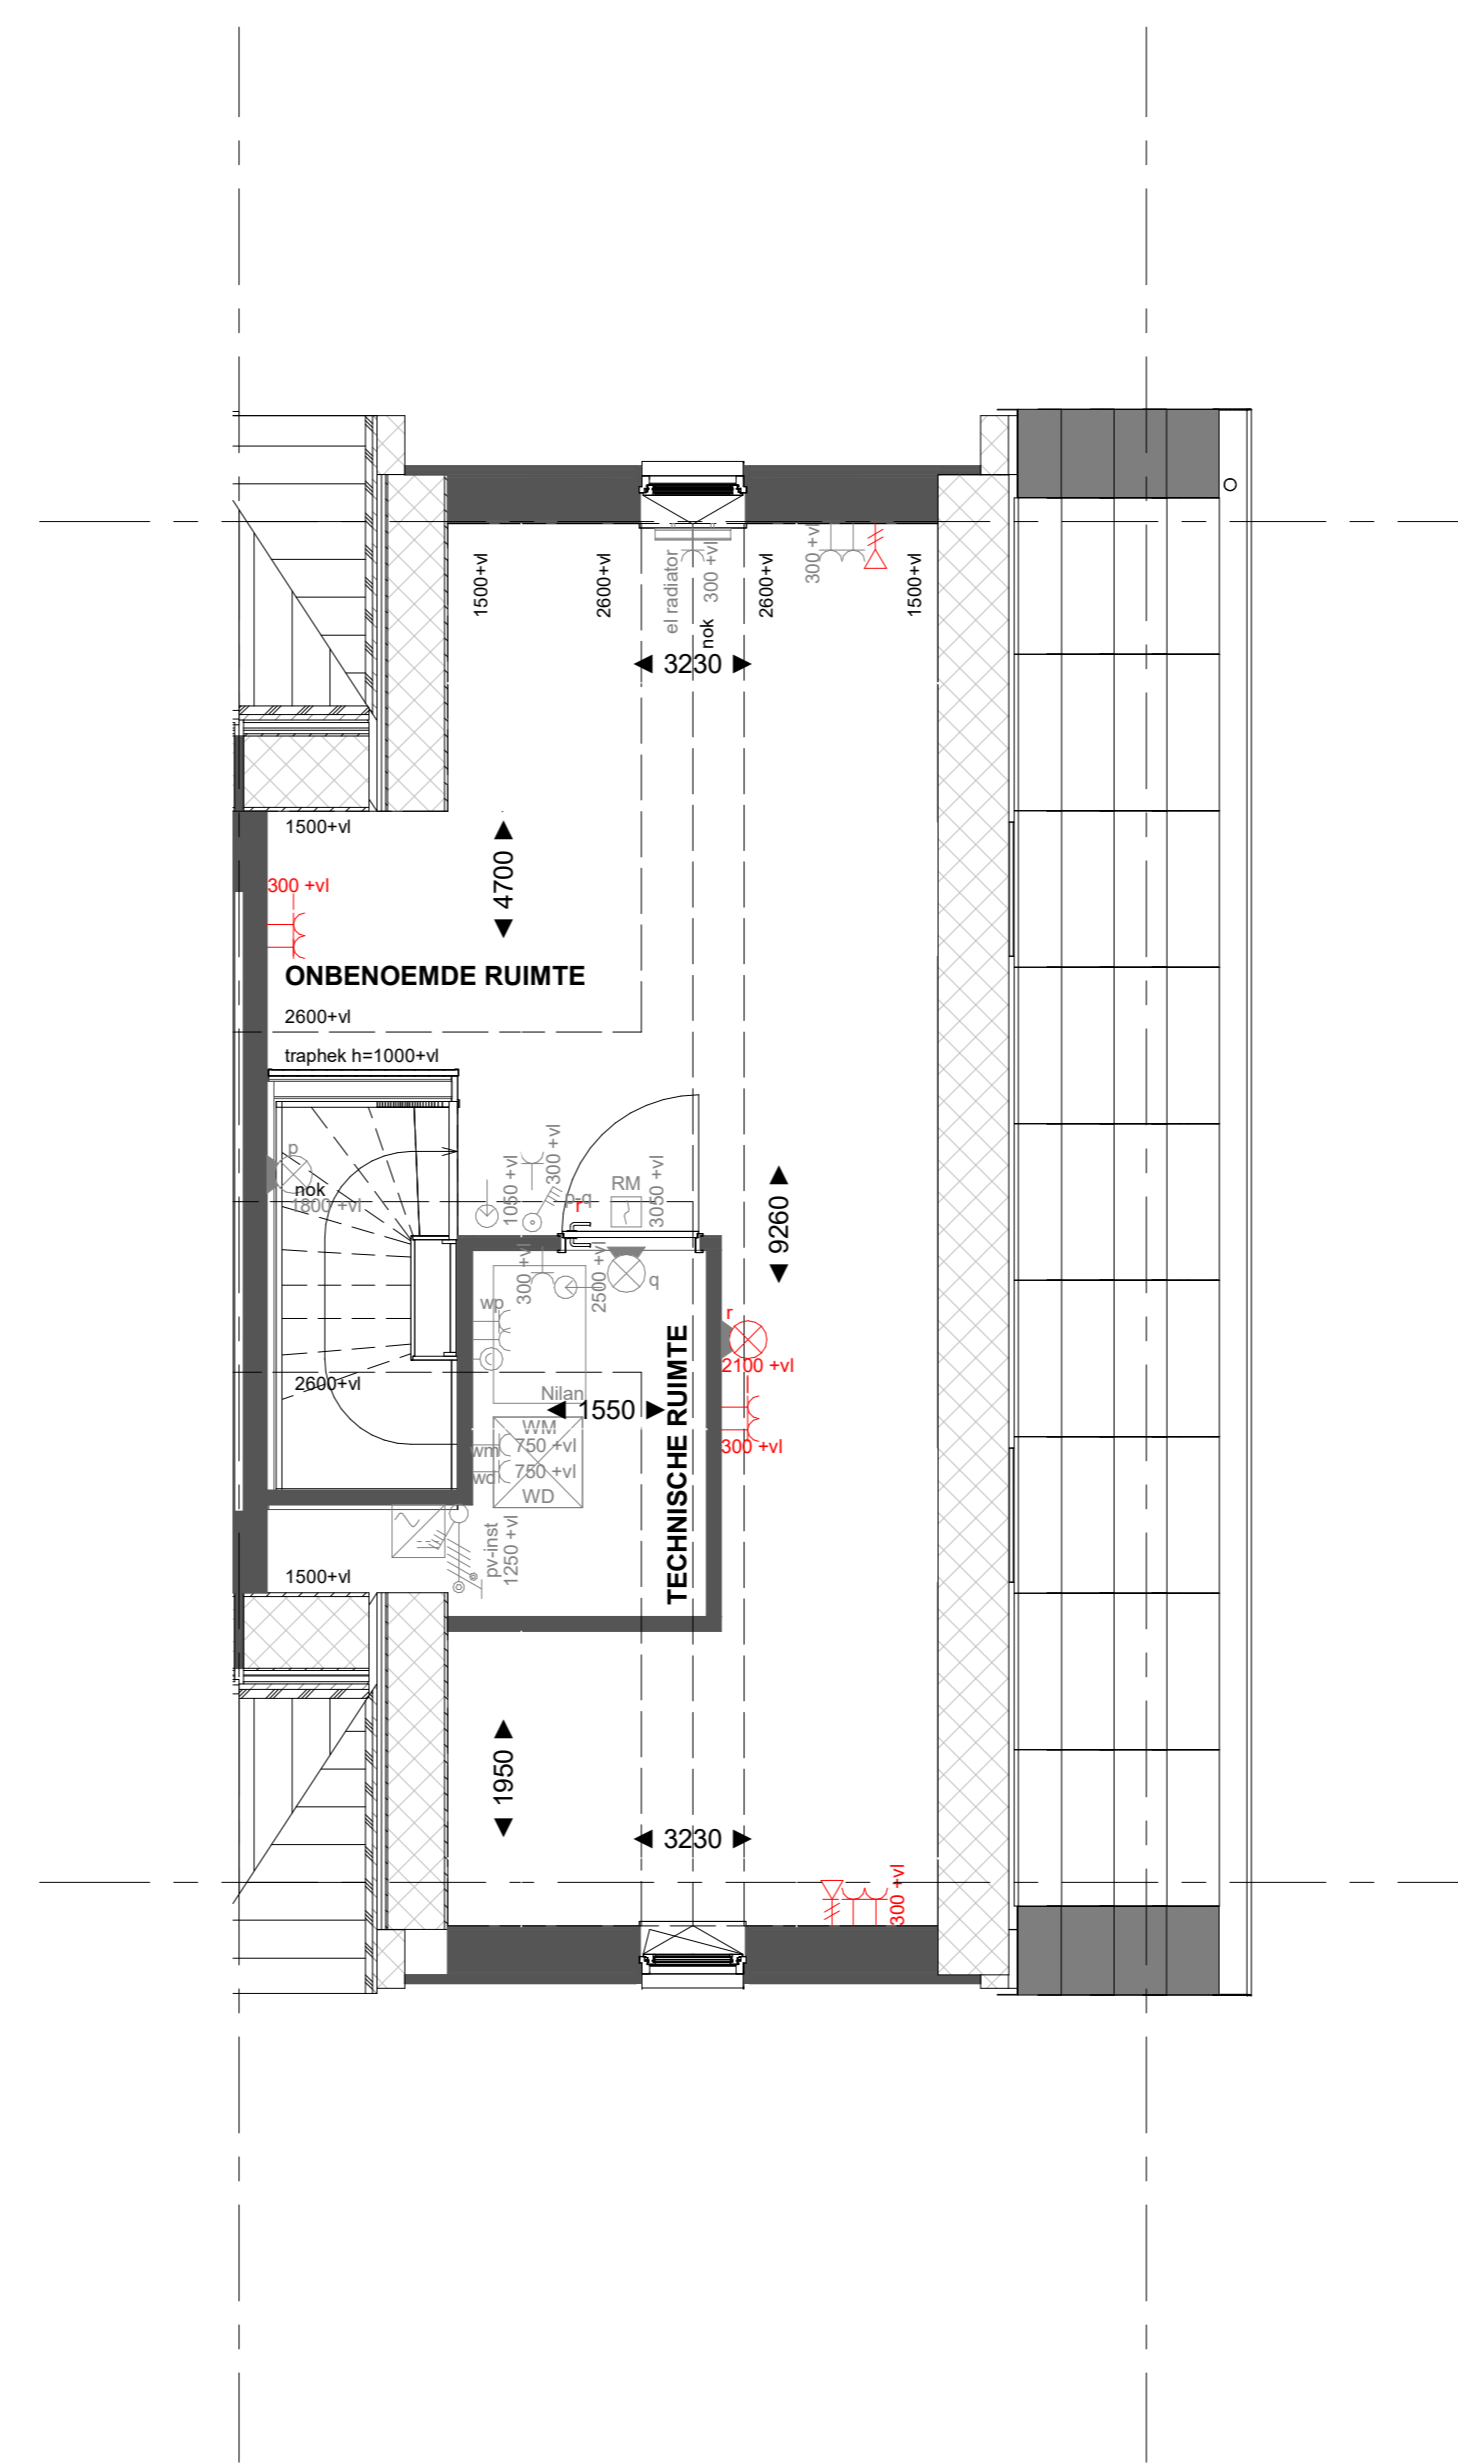 1500+vl
2600+vl
el radiator
300 +vl
nok
2600+vl
300 +vl
1500+vl
3230
1500+vl
4700
300 +vl
ONBENOEMDE RUIMTE
2600+vl
traphek h=1000+vl
p
nok
1800 +vl
1050 +vl
300 +vl
p-q
r
RM
3050 +vl
9260
300 +vl
2500 +vl
q
wp
r
2100 +vl
2600+vl
Nilan
1550
TECHNISCHE RUIMTE
300 +vl
WM
wm
750 +vl
wd
750 +vl
WD
pv-inst
1250 +vl
1500+vl
1950
3230
300 +vl